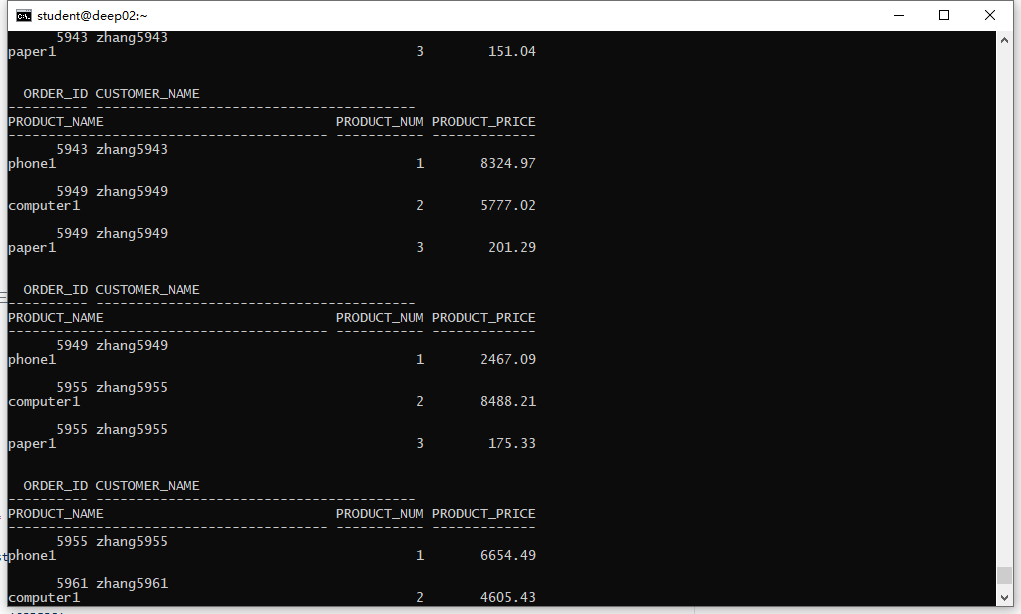 student@deep02:~
5943 zhang5943
paper1 3 151.04
ORDER_ID CUSTOMER_NAME
---------- ----------------------------------------
PRODUCT_NAME PRODUCT_NUM PRODUCT_PRICE
---------------------------------------- ----------- -------------
5943 zhang5943
phone1 1 8324.97
5949 zhang5949
computer1 2 5777.02
5949 zhang5949
paper1 3 201.29
ORDER_ID CUSTOMER_NAME
---------- ----------------------------------------
PRODUCT_NAME PRODUCT_NUM PRODUCT_PRICE
---------------------------------------- ----------- -------------
5949 zhang5949
phone1 1 2467.09
5955 zhang5955
computer1 2 8488.21
5955 zhang5955
paper1 3 175.33
ORDER_ID CUSTOMER_NAME
---------- ----------------------------------------
PRODUCT_NAME PRODUCT_NUM PRODUCT_PRICE
---------------------------------------- ----------- -------------
5955 zhang5955
phone1 1 6654.49
5961 zhang5961
computer1 2 4605.43